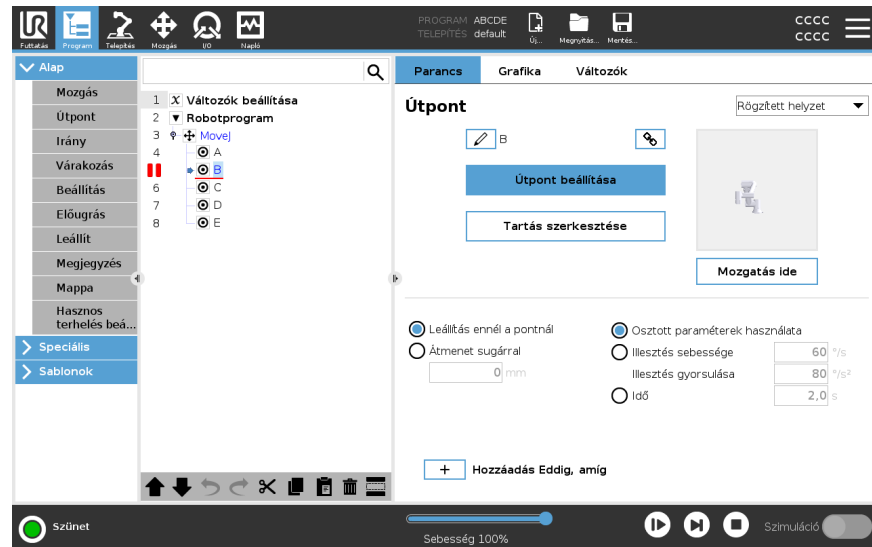 PROGRAM ABCDE
TELEPÍTÉS default
CCCC
CCCC
Futtatás Program Telepítés Mozgás I/O Napló Új... Megnyitás... Mentés...
Alap
Mozgás
Útpont
Irány
Várakozás
Beállítás
Előugrás
Leállít
Megjegyzés
Mappa
Hasznos
terhelés beá...
Speciális
Sablonok
1 X Változók beállítása
2 Robotprogram
3 MoveJ
4 A
B
6 C
7 D
8 E
Parancs Grafika Változók
Útpont
Rögzített helyzet
B
Útpont beállítása
Tartás szerkesztése
Mozgatás ide
Leállítás ennél a pontnál
Átmenet sugárral
0 mm
Osztott paraméterek használata
Illesztés sebessége 60 °/s
Illesztés gyorsulása 80 °/s²
Idő 2,0 s
+ Hozzáadás Eddig, amíg
Szünet
Sebesség 100%
Szimuláció